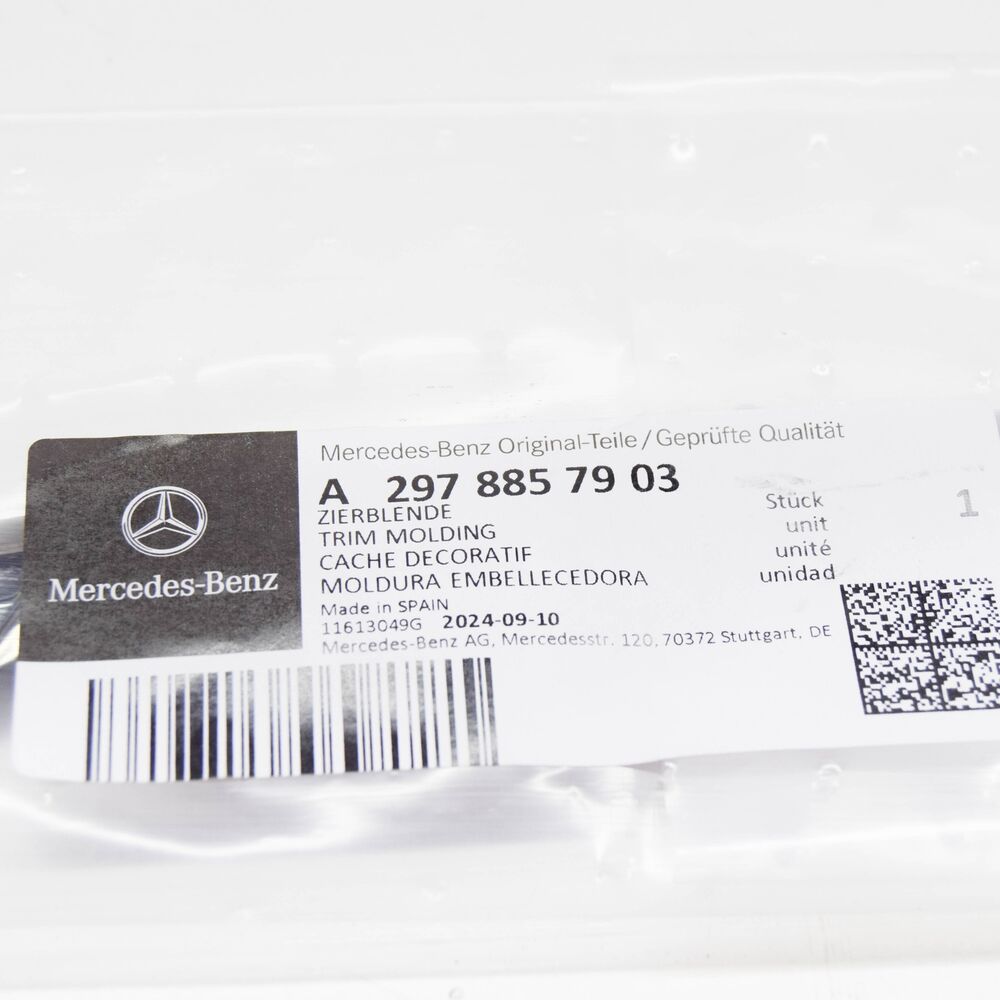 Mercedes-Benz Original-Teile/Geprüfte Qualität
A 297 885 79 03
ZIERBLENDE
TRIM MOLDING
CACHE DECORATIF
MOLDURA EMBELLECEDORA
Stück 1
unit
unité
unidad
Made in SPAIN
11613049G 2024-09-10
Mercedes-Benz AG, Mercedesstr. 120, 70372 Stuttgart, DE
Mercedes-Benz